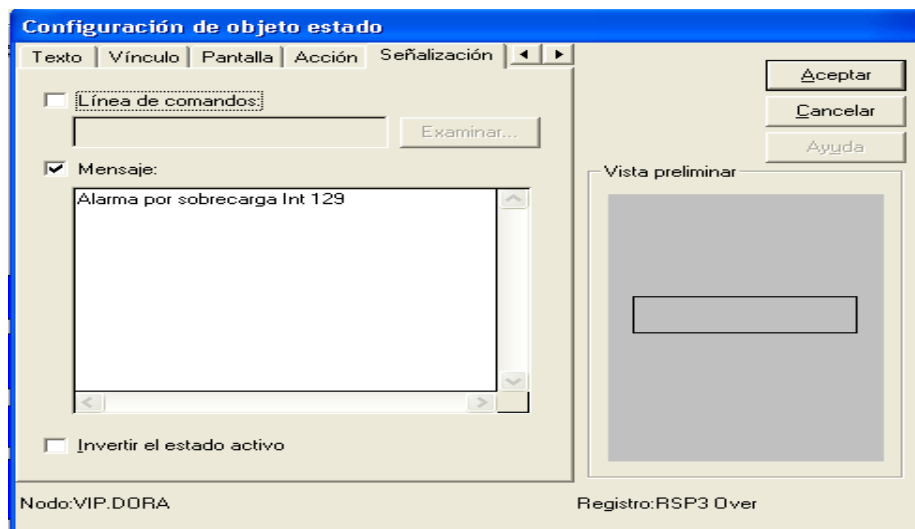 Configuración de objeto estado
Texto Vínculo Pantalla Acción Señalización
Aceptar
Línea de comandos:
Cancelar
Examinar...
Ayuda
Mensaje:
Vista preliminar
Alarma por sobrecarga Int 129
Invertir el estado activo
Nodo:VIP.DORA Registro:RSP3 Over